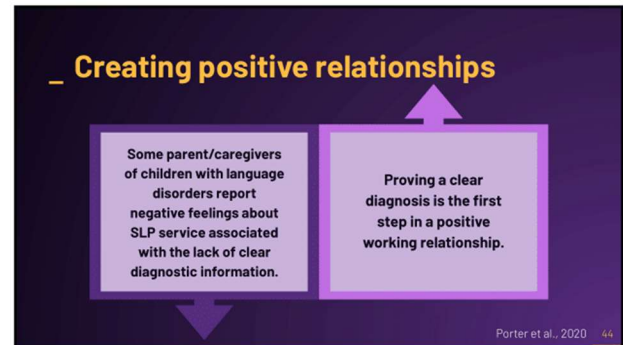 _ Creating positive relationships
Some parent/caregivers
of children with language
disorders report
negative feelings about
SLP service associated
with the lack of clear
diagnostic information.
Proving a clear
diagnosis is the first
step in a positive
working relationship.
Porter et al., 2020 44